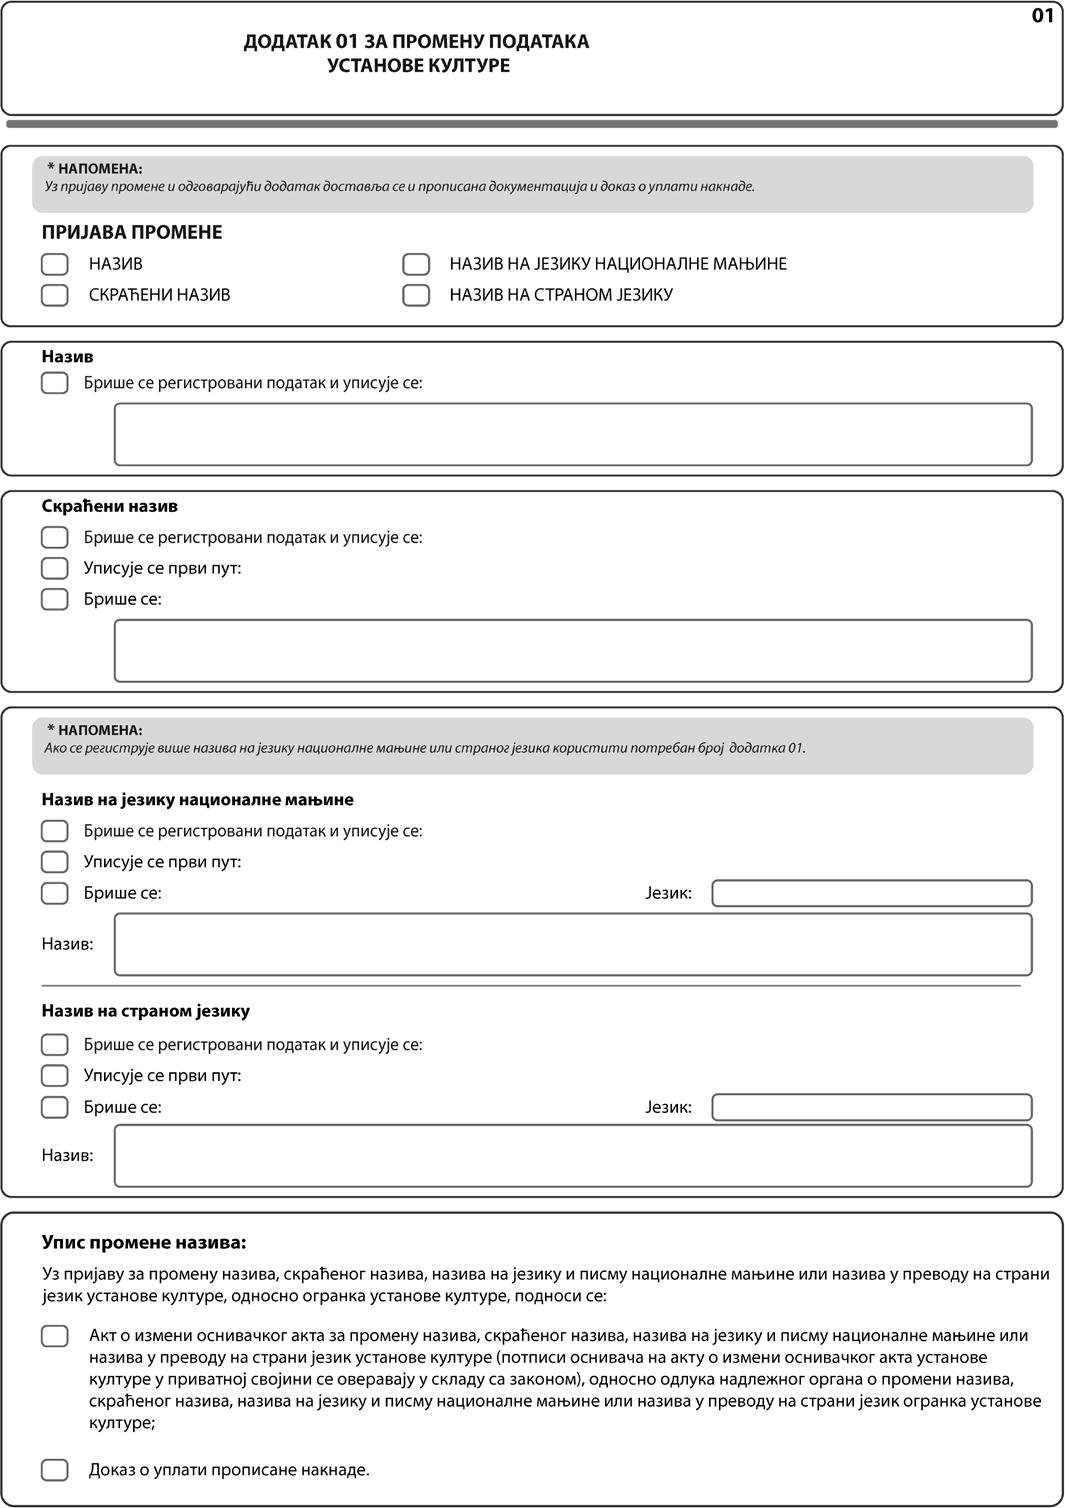 01
ДОДАТАК 01 ЗА ПРОМЕНУ ПОДАТАКА
УСТАНОВЕ КУЛТУРЕ
* НАПОМЕНА:
Уз пријаву промене и одговарајући додатак доставља се и прописана документација и доказ о уплати накнаде.
ПРИЈАВА ПРОМЕНЕ
НАЗИВ
НАЗИВ НА ЈЕЗИКУ НАЦИОНАЛНЕ МАЊИНЕ
СКРАЋЕНИ НАЗИВ
НАЗИВ НА СТРАНОМ ЈЕЗИКУ
Назив
Брише се регистровани податак и уписује се:
Скраћени назив
Брише се регистровани податак и уписује се:
Уписује се први пут:
Брише се:
* НАПОМЕНА:
Ако се региструје више назива на језику националне мањине или страног језика користити потребан број додатка 01.
Назив на језику националне мањине
Брише се регистровани податак и уписује се:
Уписује се први пут:
Брише се:
Језик:
Назив:
Назив на страном језику
Брише се регистровани податак и уписује се:
Уписује се први пут:
Брише се:
Језик:
Назив:
Упис промене назива:
Уз пријаву за промену назива, скраћеног назива, назива на језику и писму националне мањине или назива у преводу на страни
језик установе културе, односно огранка установе културе, подноси се:
Акт о измени оснивачког акта за промену назива, скраћеног назива, назива на језику и писму националне мањине или
назива у преводу на страни језик установе културе (потписи оснивача на акту о измени оснивачког акта установе
културе у приватној својини се оверавају у складу са законом), односно одлука надлежног органа о промени назива,
скраћеног назива, назива на језику и писму националне мањине или назива у преводу на страни језик огранка установе
културе;
Доказ о уплати прописане накнаде.